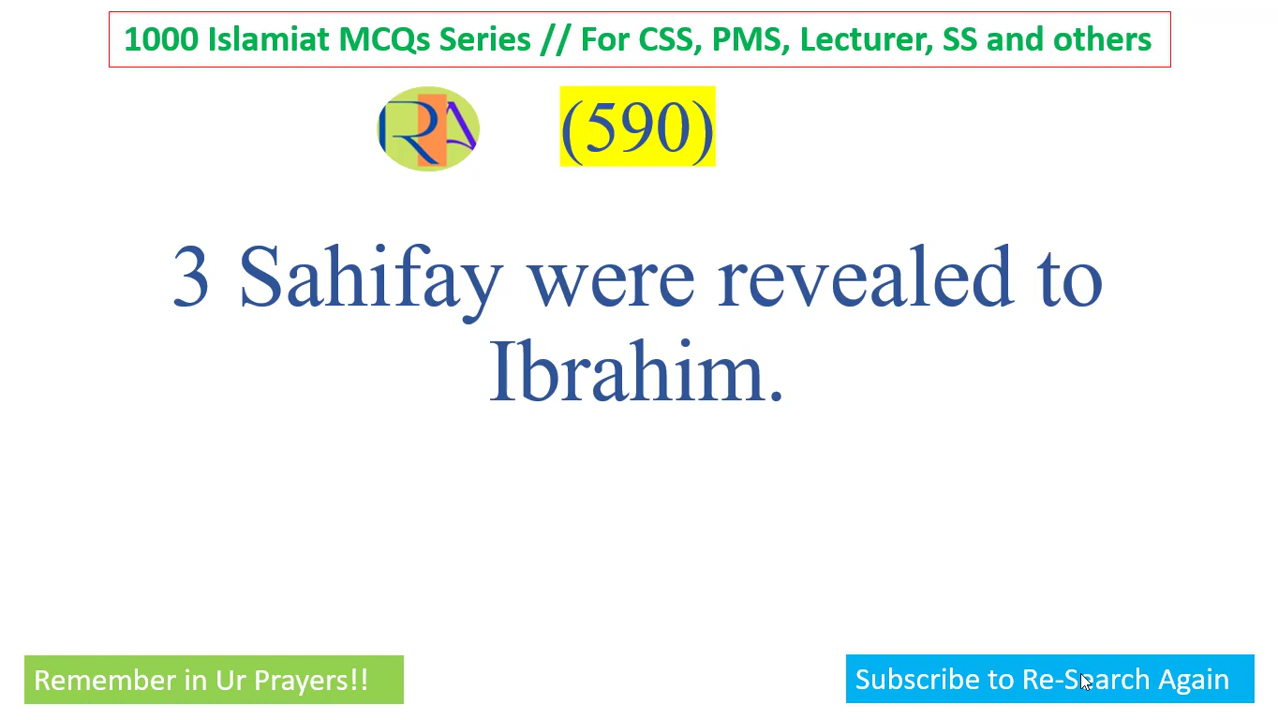 1000 Islamiat MCQs Series // For CSS, PMS, Lecturer, SS and others
RA (590)
3 Sahifay were revealed to
Ibrahim.
Remember in Ur Prayers!! Subscribe to Re-Search Again